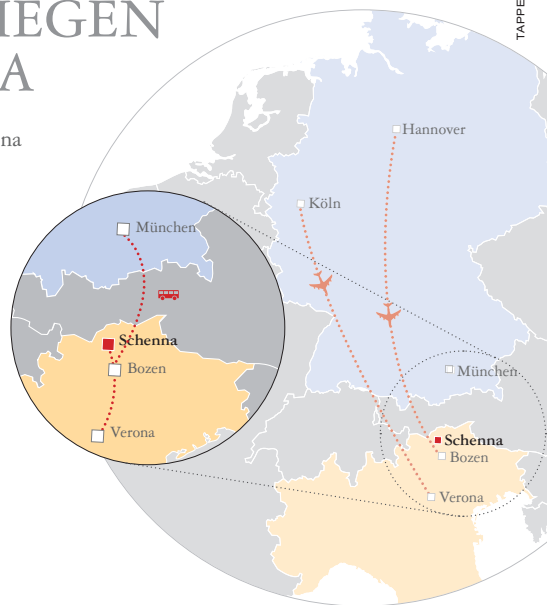 IEGEN
A
na
TAPPE
Hannover
Köln
München
Schenna
Bozen
Verona
München
Schenna
Bozen
Verona